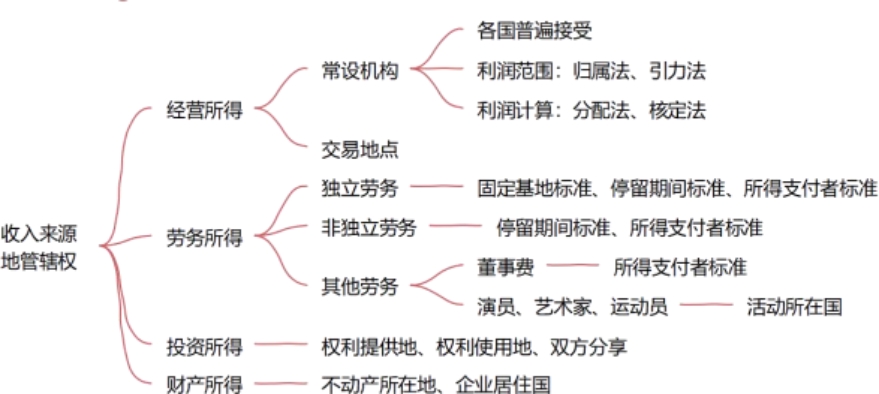 收入来源
地管辖权
经营所得
常设机构
各国普遍接受
利润范围：归属法、引力法
利润计算：分配法、核定法
交易地点
劳务所得
独立劳务
固定基地标准、停留期间标准、所得支付者标准
非独立劳务
停留期间标准、所得支付者标准
其他劳务
董事费
所得支付者标准
演员、艺术家、运动员
活动所在国
投资所得
权利提供地、权利使用地、双方分享
财产所得
不动产所在地、企业居住国